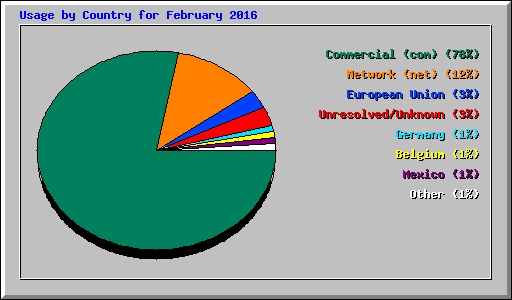 Usage by Country for February 2016
Commercial (com) (78%)
Network (net) (12%)
European Union (3%)
Unresolved/Unknown (3%)
Germany (1%)
Belgium (1%)
Mexico (1%)
Other (1%)